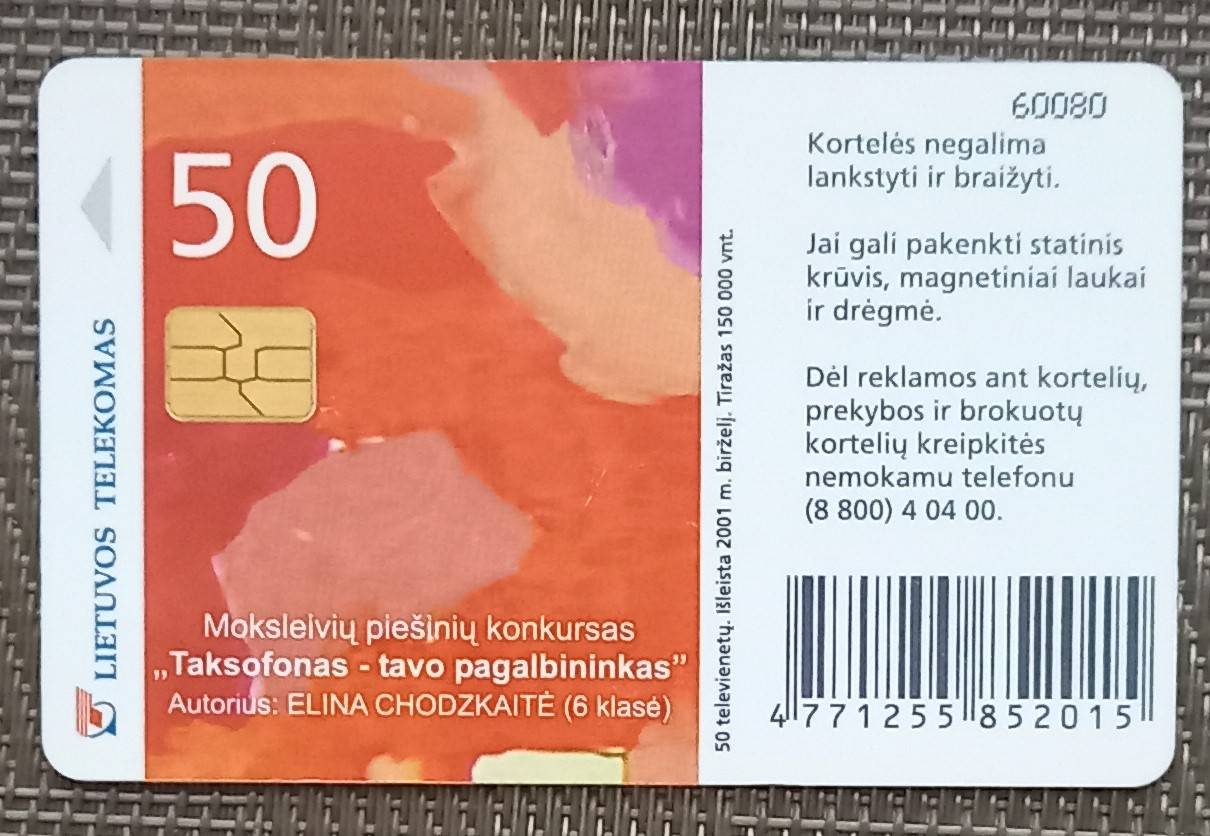 LIETUVOS TELEKOMAS
50
Moksleivių piešinių konkursas
„Taksofonas - tavo pagalbininkas”
Autorius: ELINA CHODZKAITĖ (6 klasė)
50 televienetų. Išleista 2001 m. birželį. Tiražas 150 000 vnt.
60080
Kortelės negalima
lankstyti ir braižyti.
Jai gali pakenkti statinis
krūvis, magnetiniai laukai
ir drėgmė.
Dėl reklamos ant kortelių,
prekybos ir brokuotų
kortelių kreipkitės
nemokamu telefonu
(8 800) 4 04 00.
4 771255 852015